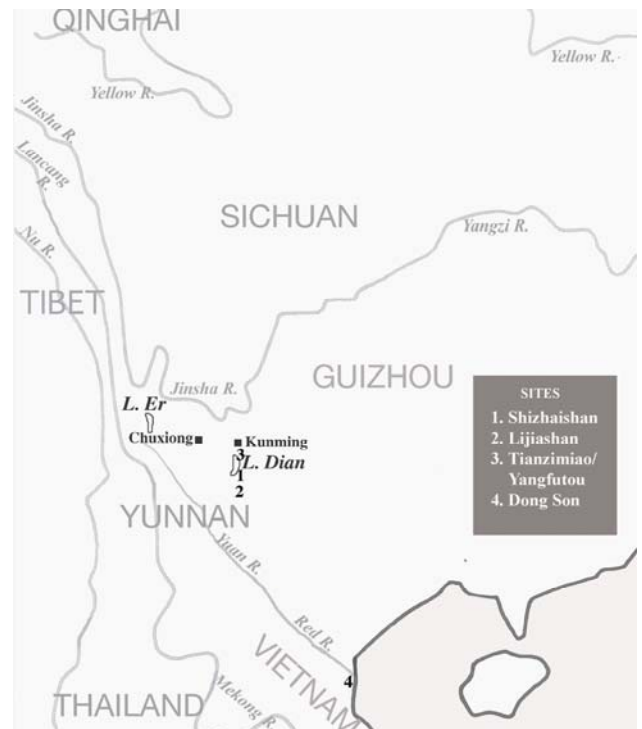 QINGHAI
Yellow R.
Yellow R.
Jinsha R.
Lancang
R.
SICHUAN
Nu R.
Yangzi R.
TIBET
GUIZHOU
Jinsha R.
L. Er
Chuxiong
Kunming
3
L. Dian
1
2
SITES
1. Shizhaishan
2. Lijiashan
3. Tianzimiao/
Yangfutou
4. Dong Son
YUNNAN
Yuan R.
Red R.
VIETNAM
4
THAILAND
Mekong R.